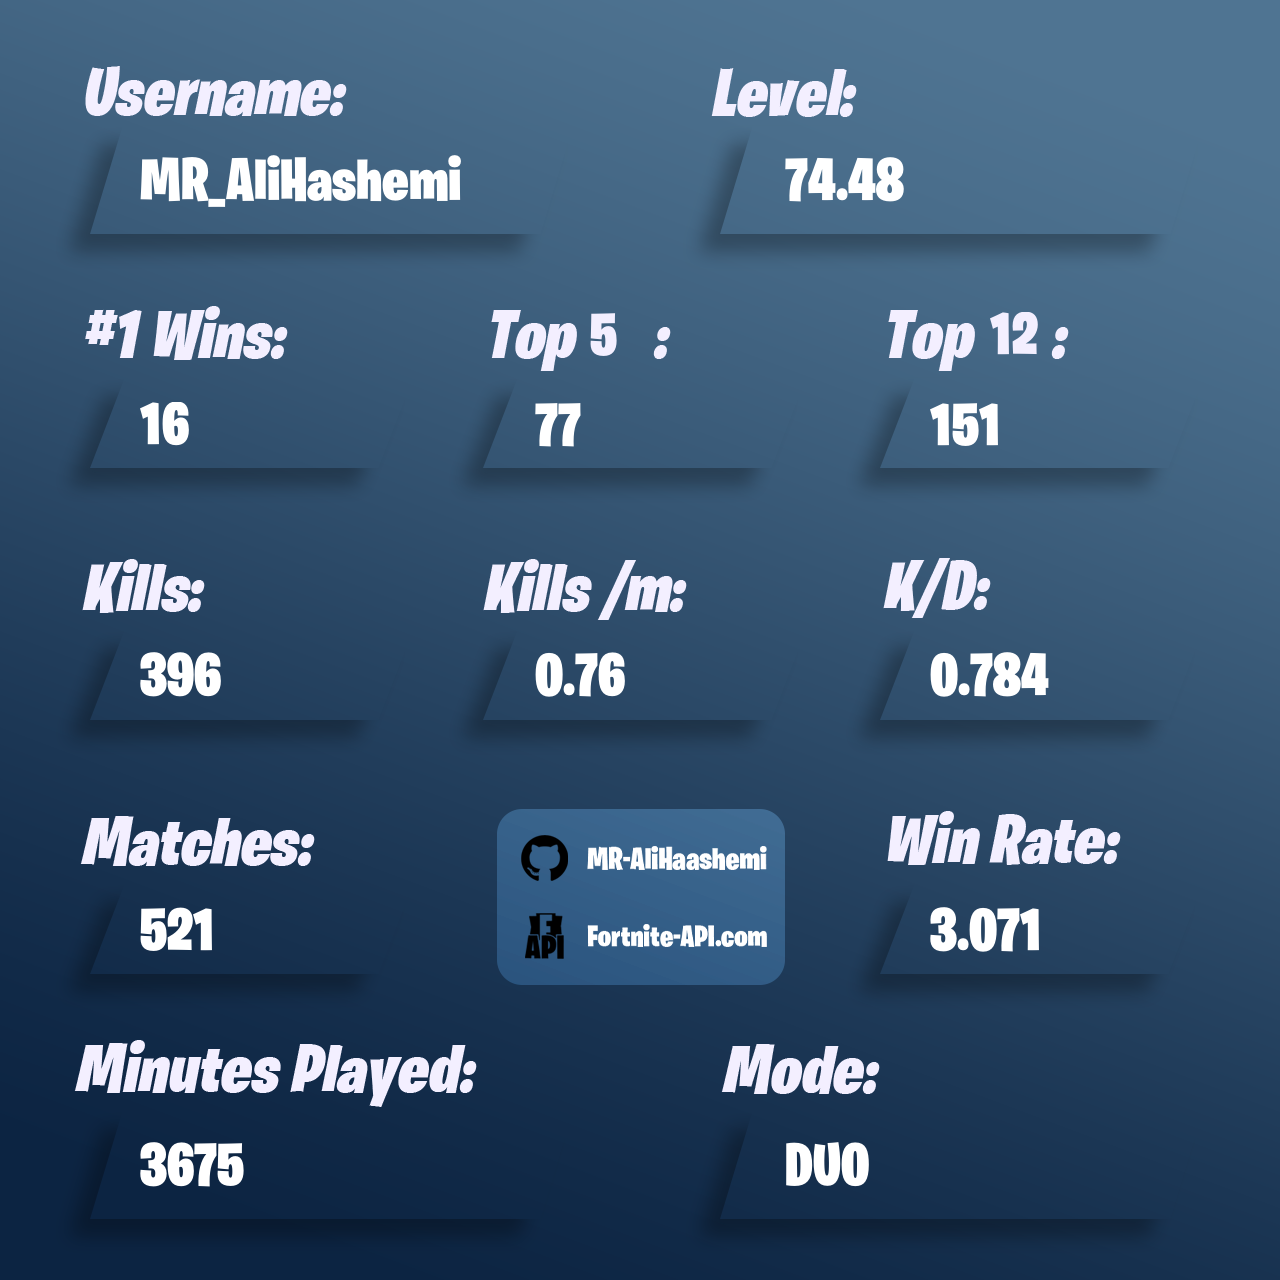 Username:
Level:
MR_AliHashemi
74.48
#1 Wins:
Top 5 :
Top 12 :
16
77
151
Kills:
Kills /m:
K/D:
396
0.76
0.784
Matches:
Win Rate:
MR-AliHaashemi
521
Fortnite-API.com
3.071
F
API
Minutes Played:
Mode:
3675
DUO